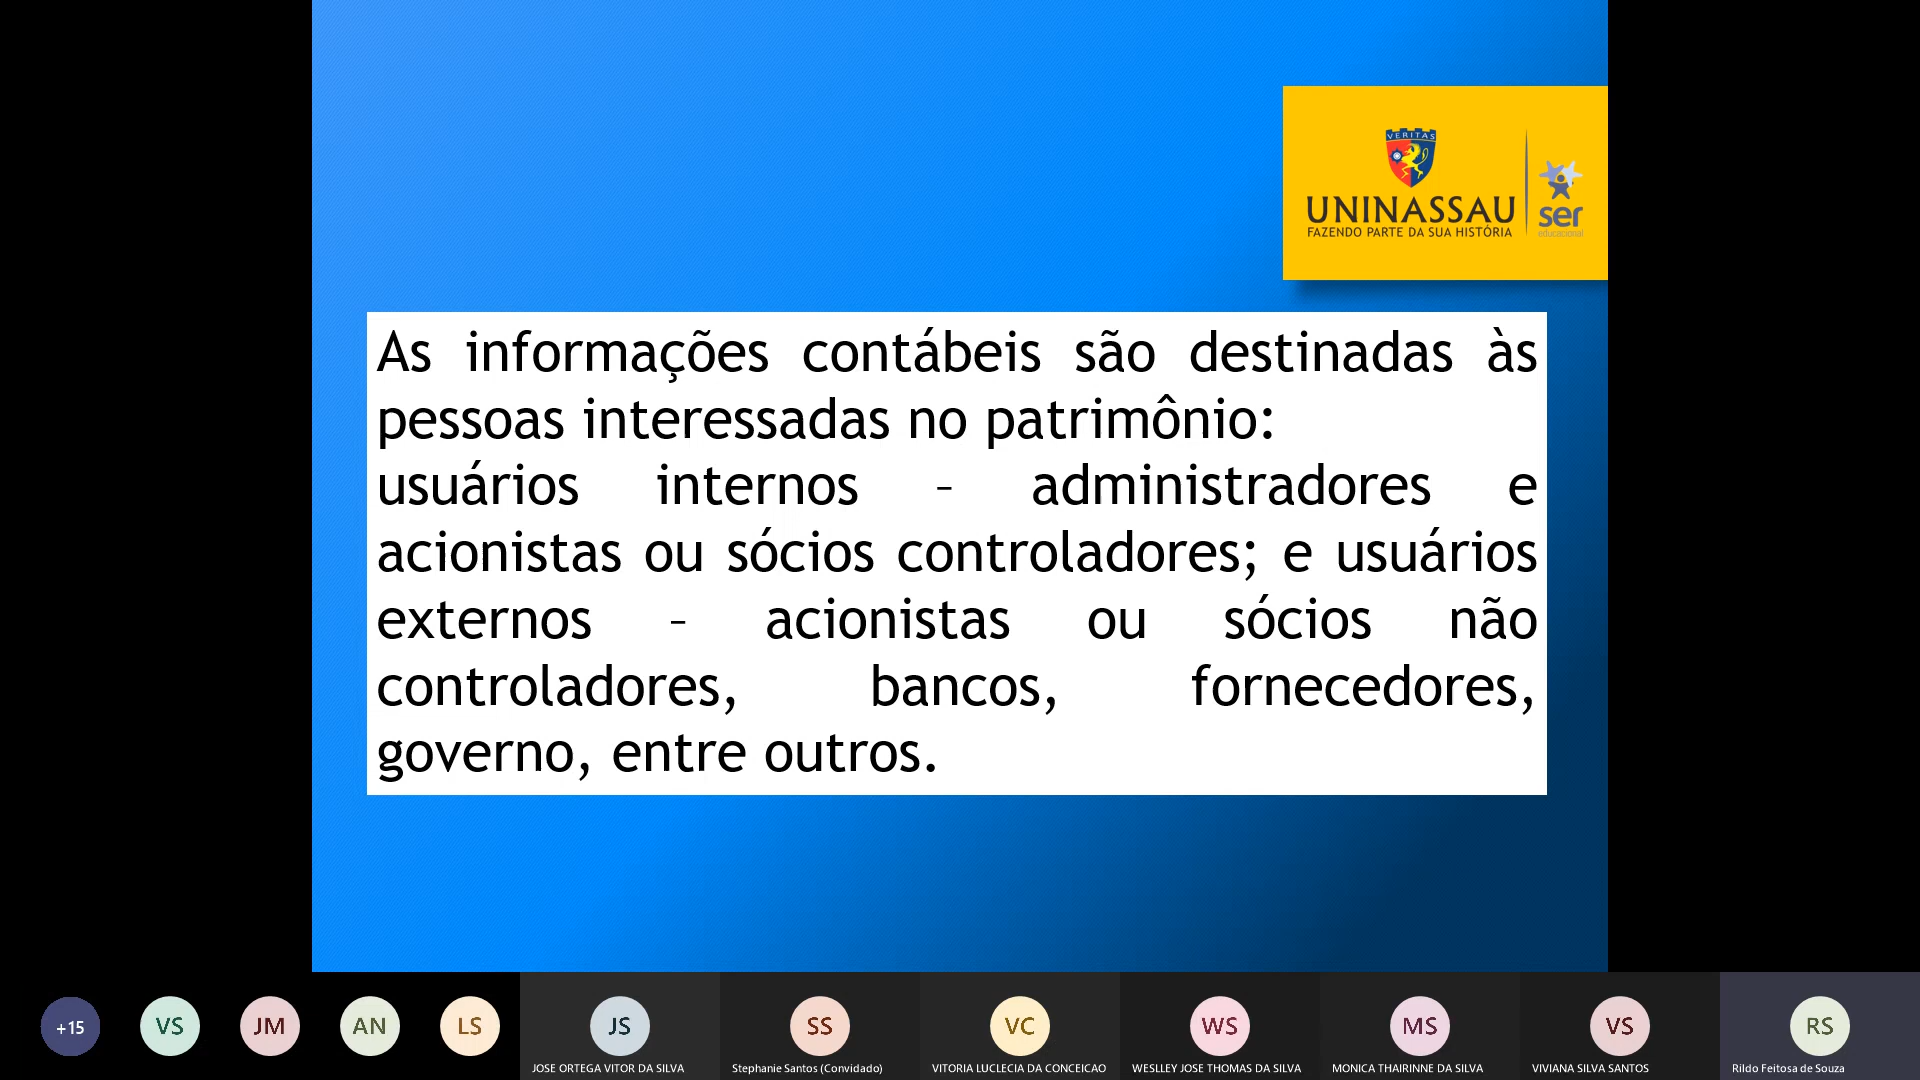 VERITAS
UNINASSAU
FAZENDO PARTE DA SUA HISTÓRIA
ser
educacional
As informações contábeis são destinadas às
pessoas interessadas no patrimônio:
usuários internos – administradores e
acionistas ou sócios controladores; e usuários
externos – acionistas ou sócios não
controladores, bancos, fornecedores,
governo, entre outros.
+15
VS
JM
AN
LS
JS
SS
VC
WS
MS
VS
RS
JOSE ORTEGA VITOR DA SILVA
Stephanie Santos (Convidado)
VITORIA LUCLECIA DA CONCEICAO
WESLLEY JOSE THOMAS DA SILVA
MONICA THAIRINNE DA SILVA
VIVIANA SILVA SANTOS
Rildo Feitosa de Souza